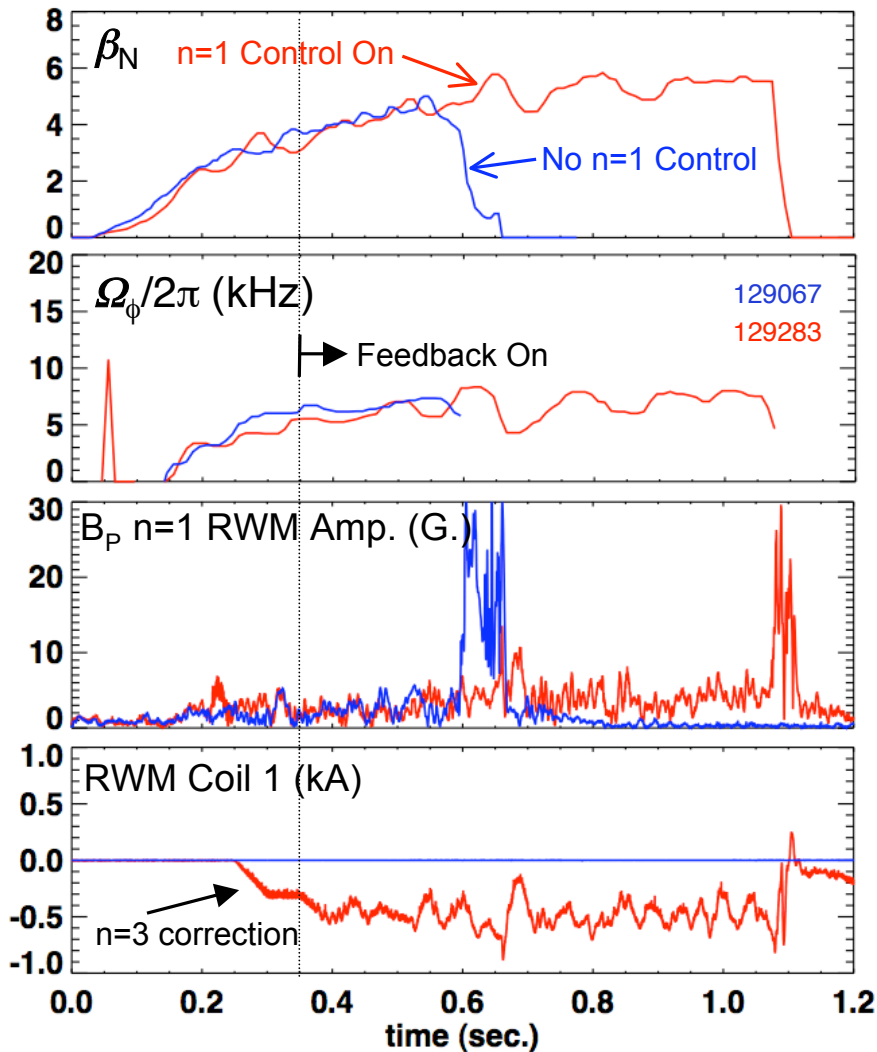 8
6
4
2
0
β_N
n=1 Control On
No n=1 Control
20
15
10
5
0
Ω_ϕ/2π (kHz)
129067
129283
Feedback On
30
20
10
0
B_P n=1 RWM Amp. (G.)
1.0
0.5
0.0
-0.5
-1.0
RWM Coil 1 (kA)
n=3 correction
0.0 0.2 0.4 0.6 0.8 1.0 1.2
time (sec.)